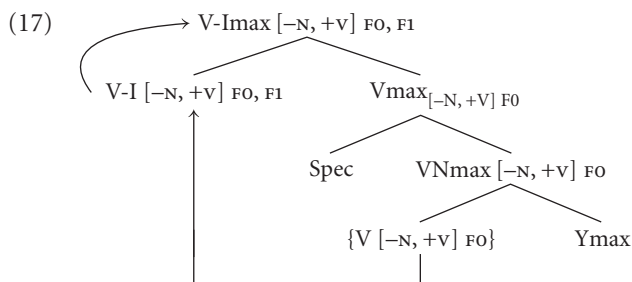 (17) V-Imax [–N, +V] F0, F1
V-I [–N, +V] F0, F1 Vmax[–N, +V] F0
Spec VNmax [–N, +V] F0
{V [–N, +V] F0} Ymax